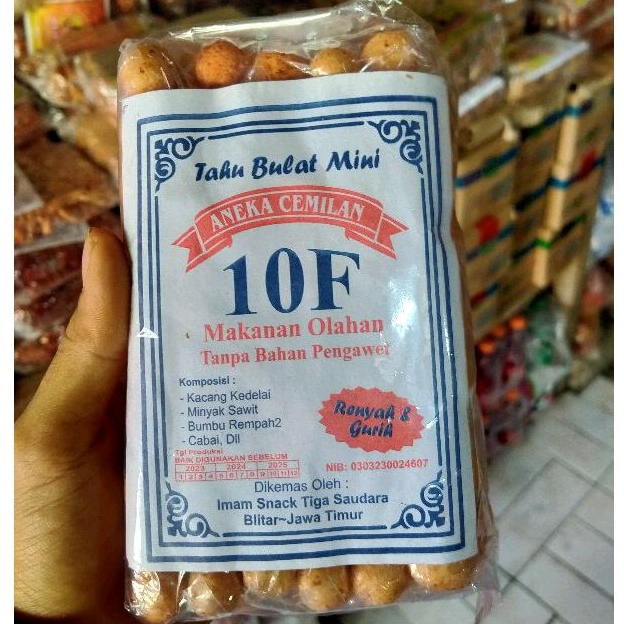 Tahu Bulat Mini
ANEKA CEMILAN
10F
Makanan Olahan
Tanpa Bahan Pengawet
Komposisi :
- Kacang Kedelai
- Minyak Sawit
- Bumbu Rempah2
- Cabai, Dll
Renyah &
Gurih
Tgl Produksi
BAIK DIGUNAKAN SEBELUM
2023 2024 2025
1 2 3 4 5 6 7 8 9 10 11 12
NIB: 0303230024607
Dikemas Oleh :
Imam Snack Tiga Saudara
Blitar~Jawa Timur